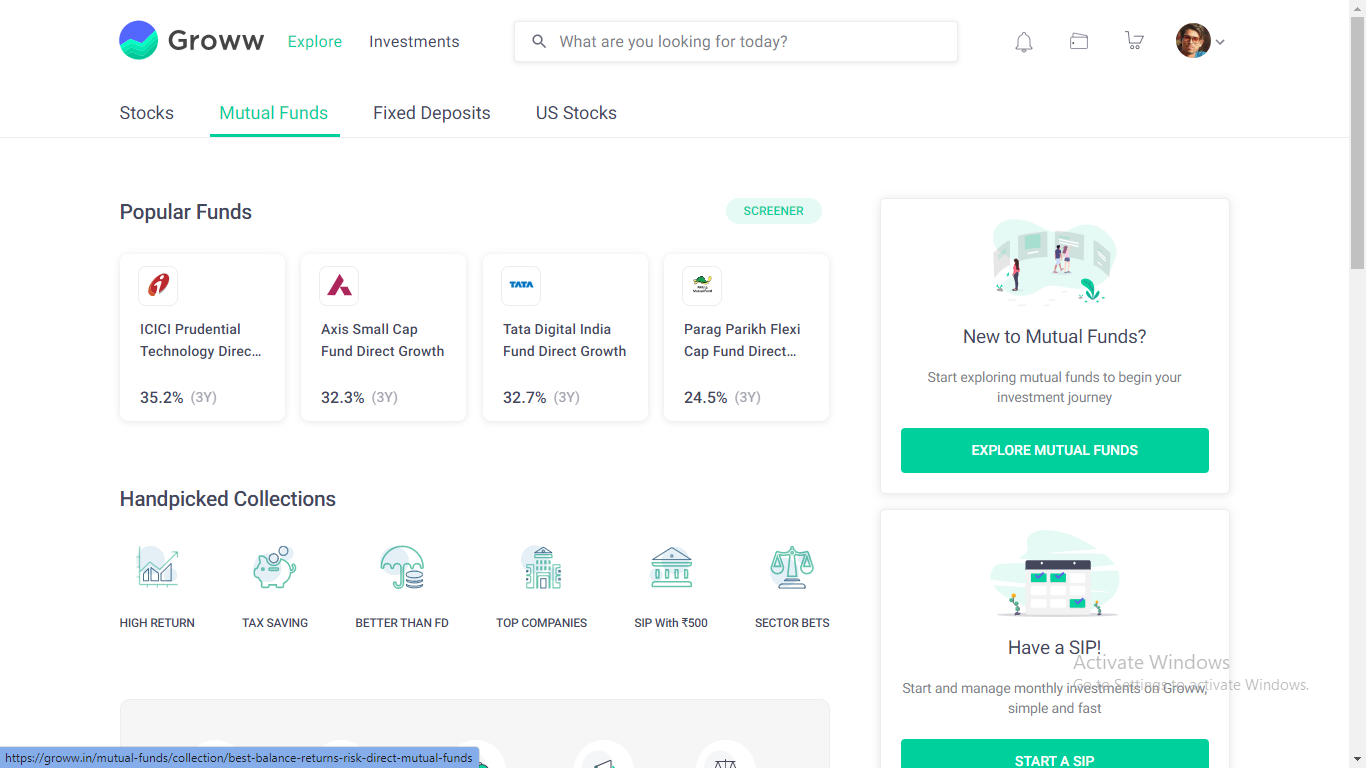 Groww
Explore
Investments
What are you looking for today?
Stocks
Mutual Funds
Fixed Deposits
US Stocks
Popular Funds
SCREENER
ICICI Prudential
Technology Direc...
35.2% (3Y)
Axis Small Cap
Fund Direct Growth
32.3% (3Y)
TATA
Tata Digital India
Fund Direct Growth
32.7% (3Y)
Parag Parikh Flexi
Cap Fund Direct...
24.5% (3Y)
New to Mutual Funds?
Start exploring mutual funds to begin your
investment journey
EXPLORE MUTUAL FUNDS
Handpicked Collections
HIGH RETURN
TAX SAVING
BETTER THAN FD
TOP COMPANIES
SIP With ₹500
SECTOR BETS
Have a SIP!
Start and manage monthly investments on Groww,
simple and fast
START A SIP
Activate Windows
Go to Settings to activate Windows.
https://groww.in/mutual-funds/collection/best-balance-returns-risk-direct-mutual-funds